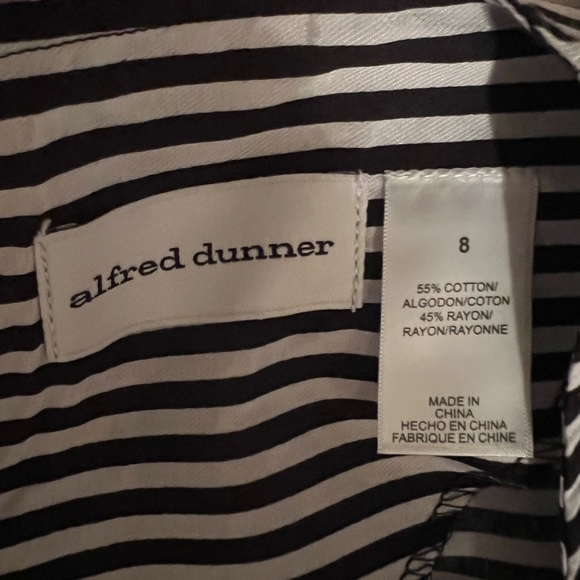 alfred dunner
8
55% COTTON/
ALGODON/COTON
45% RAYON/
RAYON/RAYONNE
MADE IN
CHINA
HECHO EN CHINA
FABRIQUE EN CHINE